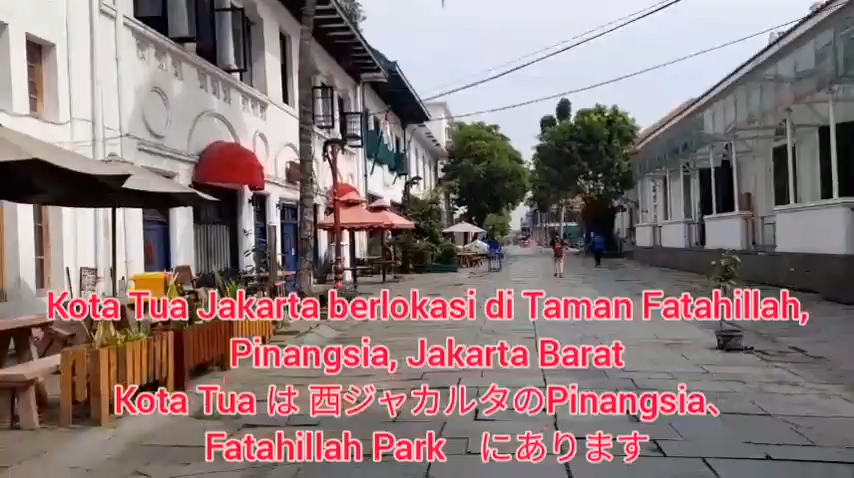 Kota Tua Jakarta berlokasi di Taman Fatahillah,
Pinangsia, Jakarta Barat
Kota Tua は 西ジャカルタのPinangsia、
Fatahillah Park　にあります